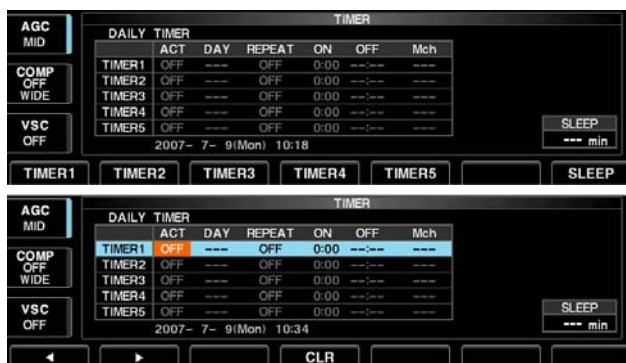 TIMER
AGC
MID
DAILY TIMER
ACT DAY REPEAT ON OFF Mch
TIMER1 OFF --- OFF 0:00 --:-- ---
TIMER2 OFF --- OFF 0:00 --:-- ---
TIMER3 OFF --- OFF 0:00 --:-- ---
TIMER4 OFF --- OFF 0:00 --:-- ---
TIMER5 OFF --- OFF 0:00 --:-- ---
COMP
OFF
WIDE
VSC
OFF
SLEEP
--- min
2007- 7- 9(Mon) 10:18
TIMER1 TIMER2 TIMER3 TIMER4 TIMER5 SLEEP
TIMER
AGC
MID
DAILY TIMER
ACT DAY REPEAT ON OFF Mch
TIMER1 OFF --- OFF 0:00 --:-- ---
TIMER2 OFF --- OFF 0:00 --:-- ---
TIMER3 OFF --- OFF 0:00 --:-- ---
TIMER4 OFF --- OFF 0:00 --:-- ---
TIMER5 OFF --- OFF 0:00 --:-- ---
COMP
OFF
WIDE
VSC
OFF
SLEEP
--- min
2007- 7- 9(Mon) 10:34
◄ ► CLR